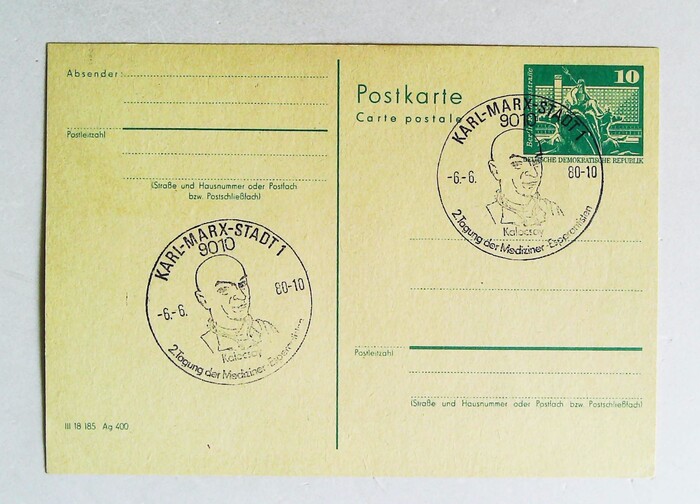 Absender:
Postleitzahl
(Straße und Hausnummer oder Postfach
bzw. Postschließfach)
KARL-MARX-STADT 1
9010
-6.-6.
80-10
Kalocsay
2.Tagung der Mediziner-Esperantisten
III 18 185 Ag 400
Postkarte
Carte postale
10
DEUTSCHE DEMOKRATISCHE REPUBLIK
KARL-MARX-STADT 1
9010
-6.-6.
80-10
Kalocsay
2.Tagung der Mediziner-Esperantisten
Postleitzahl
(Straße und Hausnummer oder Postfach bzw. Postschließfach)